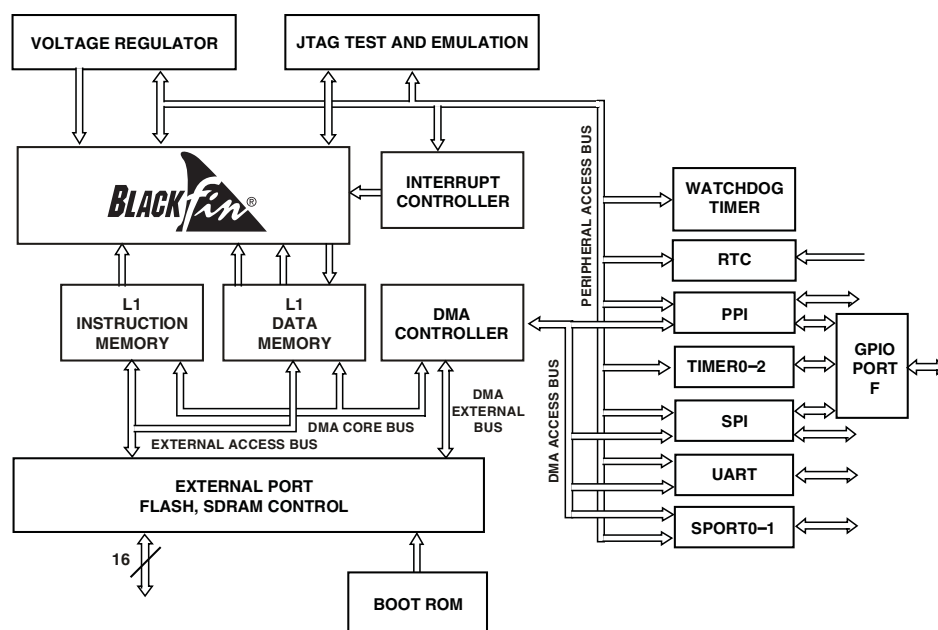 VOLTAGE REGULATOR
JTAG TEST AND EMULATION
BLACKfin®
INTERRUPT
CONTROLLER
PERIPHERAL ACCESS BUS
WATCHDOG
TIMER
RTC
L1
INSTRUCTION
MEMORY
L1
DATA
MEMORY
DMA
CONTROLLER
PPI
GPIO
PORT
F
TIMER0–2
DMA CORE BUS
EXTERNAL ACCESS BUS
DMA
EXTERNAL
BUS
DMA ACCESS BUS
SPI
UART
SPORT0–1
EXTERNAL PORT
FLASH, SDRAM CONTROL
16
BOOT ROM